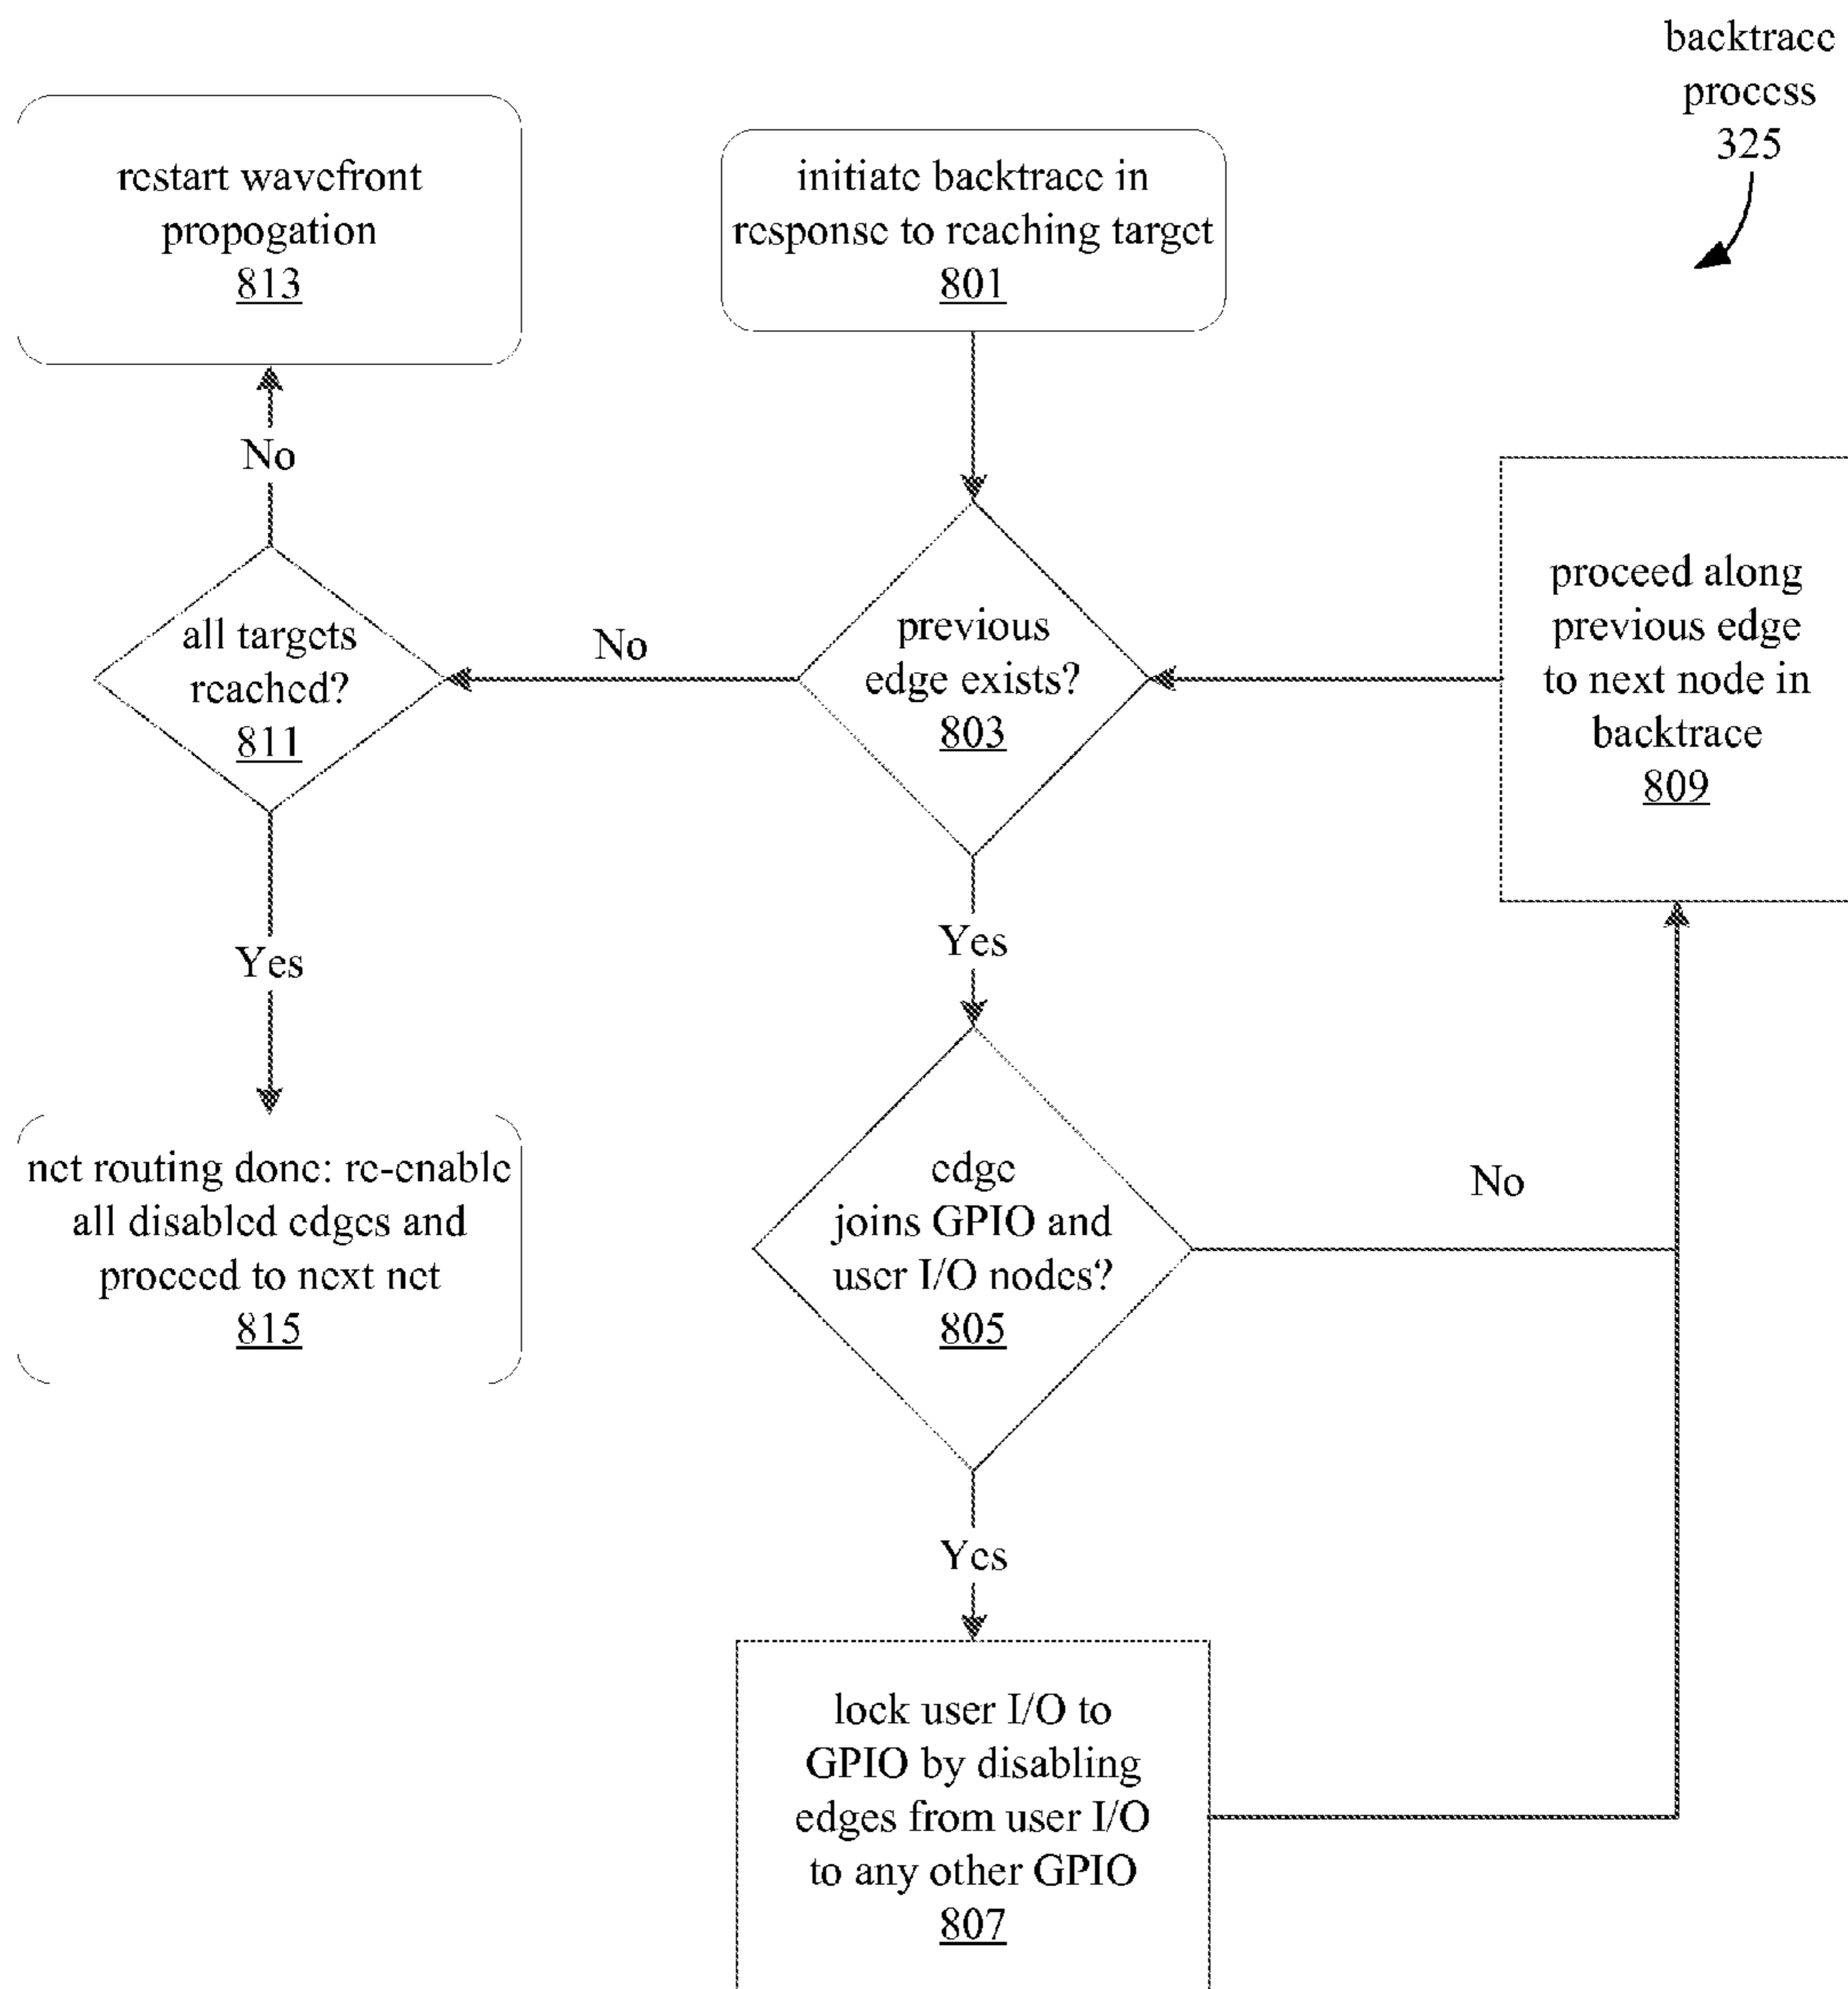 backtrace
process
325
restart wavefront
propogation
813
initiate backtrace in
response to reaching target
801
No
proceed along
previous edge
to next node in
backtrace
809
all targets
reached?
811
No
previous
edge exists?
803
Yes
Yes
net routing done: re-enable
all disabled edges and
proceed to next net
815
edge
joins GPIO and
user I/O nodes?
805
No
Yes
lock user I/O to
GPIO by disabling
edges from user I/O
to any other GPIO
807